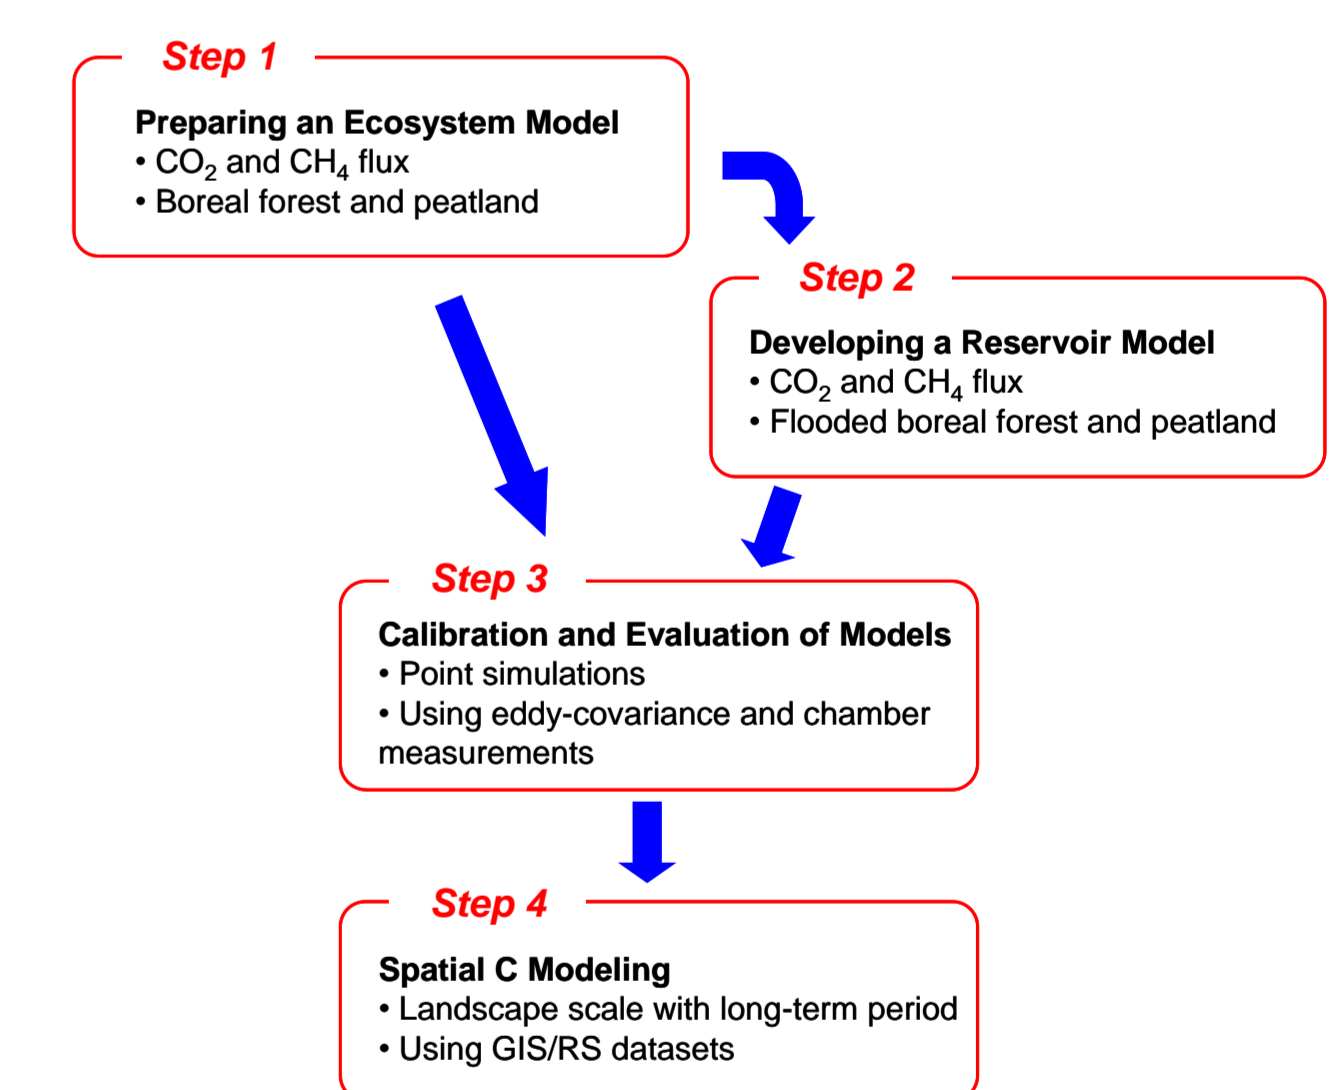 Step 1
Preparing an Ecosystem Model
• CO₂ and CH₄ flux
• Boreal forest and peatland
Step 2
Developing a Reservoir Model
• CO₂ and CH₄ flux
• Flooded boreal forest and peatland
Step 3
Calibration and Evaluation of Models
• Point simulations
• Using eddy-covariance and chamber
measurements
Step 4
Spatial C Modeling
• Landscape scale with long-term period
• Using GIS/RS datasets